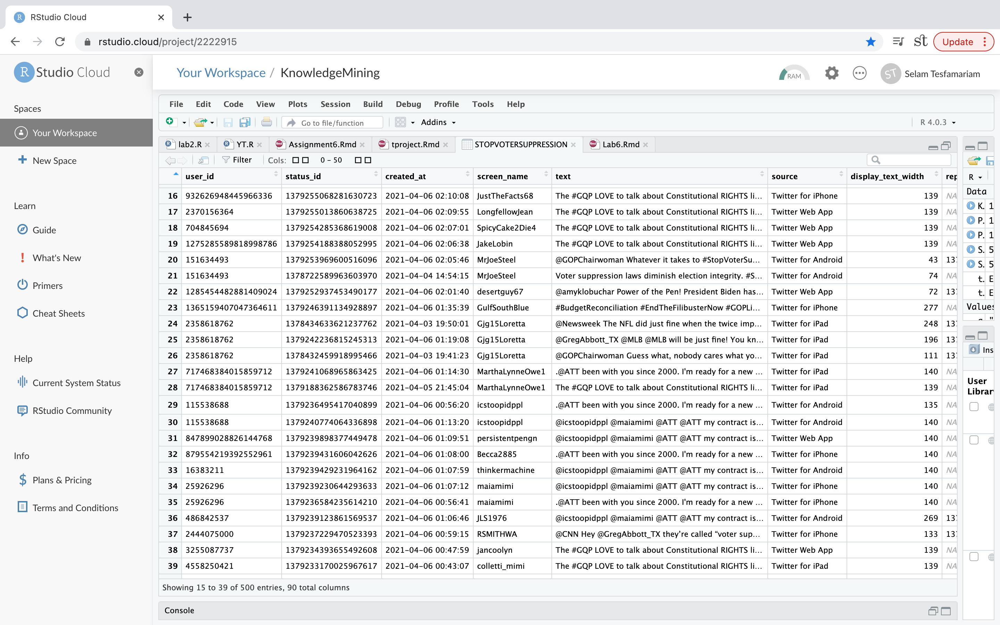 RStudio Cloud
rstudio.cloud/project/2222915
Update
R Studio Cloud
Your Workspace / KnowledgeMining
RAM
ST
Selam Tesfamariam
Spaces
Your Workspace
New Space
Learn
Guide
What's New
Primers
Cheat Sheets
Help
Current System Status
RStudio Community
Info
Plans & Pricing
Terms and Conditions
File Edit Code View Plots Session Build Debug Profile Tools Help
Go to file/function Addins R 4.0.3
lab2.R YT.R Assignment6.Rmd tproject.Rmd STOPVOTERSUPPRESSION Lab6.Rmd
Filter Cols: 0 – 50
user_id status_id created_at screen_name text source display_text_width rep
16 932626948445966336 1379255068281630723 2021-04-06 02:10:08 JustTheFacts68 The #GQP LOVE to talk about Constitutional RIGHTS li... Twitter for iPhone 139 NA
17 2370156364 1379255013860638725 2021-04-06 02:09:55 LongfellowJean The #GQP LOVE to talk about Constitutional RIGHTS li... Twitter Web App 139 NA
18 704845694 1379254285368619008 2021-04-06 02:07:01 SpicyCake2Die4 The #GQP LOVE to talk about Constitutional RIGHTS li... Twitter Web App 139 NA
19 1275285589818998786 1379254188388052995 2021-04-06 02:06:38 JakeLobin The #GQP LOVE to talk about Constitutional RIGHTS li... Twitter Web App 139 NA
20 151634493 1379253969600516096 2021-04-06 02:05:46 MrJoeSteel @GOPChairwoman Whatever it takes to #StopVoterSu... Twitter for Android 43 137
21 151634493 1378722589963603970 2021-04-04 14:54:15 MrJoeSteel Voter suppression laws diminish election integrity. #S... Twitter for Android 74 NA
22 1285454482881409024 1379252937453490177 2021-04-06 02:01:40 desertguy67 @amyklobuchar Power of the Pen! President Biden has... Twitter Web App 72 137
23 1365159407047364611 1379246391134928897 2021-04-06 01:35:39 GulfSouthBlue #BudgetReconciliation #EndTheFilibusterNow #GOPLi... Twitter for iPhone 277 NA
24 2358618762 1378434633621237762 2021-04-03 19:50:01 Gjg15Loretta @Newsweek The NFL did just fine when the twice imp... Twitter for iPad 248 137
25 2358618762 1379242236815245313 2021-04-06 01:19:08 Gjg15Loretta @GregAbbott_TX @MLB @MLB will be just fine! You kn... Twitter for iPad 196 137
26 2358618762 1378432459918995466 2021-04-03 19:41:23 Gjg15Loretta @GOPChairwoman Guess what, nobody cares what yo... Twitter for iPad 111 137
27 717468384015859712 1379241068965863425 2021-04-06 01:14:30 MarthaLynneOwe1 .@ATT been with you since 2000. I'm ready for a new ... Twitter for iPad 140 NA
28 717468384015859712 1379188362586783746 2021-04-05 21:45:04 MarthaLynneOwe1 The #GQP LOVE to talk about Constitutional RIGHTS li... Twitter for iPad 139 NA
29 115538688 1379236495417040899 2021-04-06 00:56:20 icstoopidppl .@ATT been with you since 2000. I'm ready for a new ... Twitter for Android 135 NA
30 115538688 1379240774064336898 2021-04-06 01:13:20 icstoopidppl @icstoopidppl @maiamimi @ATT @ATT my contract is... Twitter for Android 140 NA
31 847899028826144768 1379239898377449478 2021-04-06 01:09:51 persistentpengn @icstoopidppl @maiamimi @ATT @ATT my contract is... Twitter Web App 140 NA
32 879554219392552961 1379239431606042626 2021-04-06 01:08:00 Becca2885 .@ATT been with you since 2000. I'm ready for a new ... Twitter for iPhone 140 NA
33 16383211 1379239429231964162 2021-04-06 01:07:59 thinkermachine @icstoopidppl @maiamimi @ATT @ATT my contract is... Twitter for Android 140 NA
34 25926296 1379239230644293633 2021-04-06 01:07:12 maiamimi @icstoopidppl @maiamimi @ATT @ATT my contract is... Twitter for iPhone 140 NA
35 25926296 1379236584235614210 2021-04-06 00:56:41 maiamimi .@ATT been with you since 2000. I'm ready for a new ... Twitter for iPhone 140 NA
36 486842537 1379239123861569537 2021-04-06 01:06:46 JLS1976 @icstoopidppl @maiamimi @ATT @ATT my contract is... Twitter for Android 269 137
37 2444075000 1379237229470523393 2021-04-06 00:59:15 RSMITHWA @CNN Hey @GregAbbott_TX they’re called “voter sup... Twitter for iPhone 133 137
38 3255087737 1379234393655492608 2021-04-06 00:47:59 jancoolyn The #GQP LOVE to talk about Constitutional RIGHTS li... Twitter Web App 139 NA
39 4558250421 1379233170025967617 2021-04-06 00:43:07 colletti_mimi The #GQP LOVE to talk about Constitutional RIGHTS li... Twitter for iPad 139 NA
Showing 15 to 39 of 500 entries, 90 total columns
Console
R
Data
K. 1
P. 1
P. 1
S. 5
S. 5
t. E
t. E
Values
Ins
User
Library